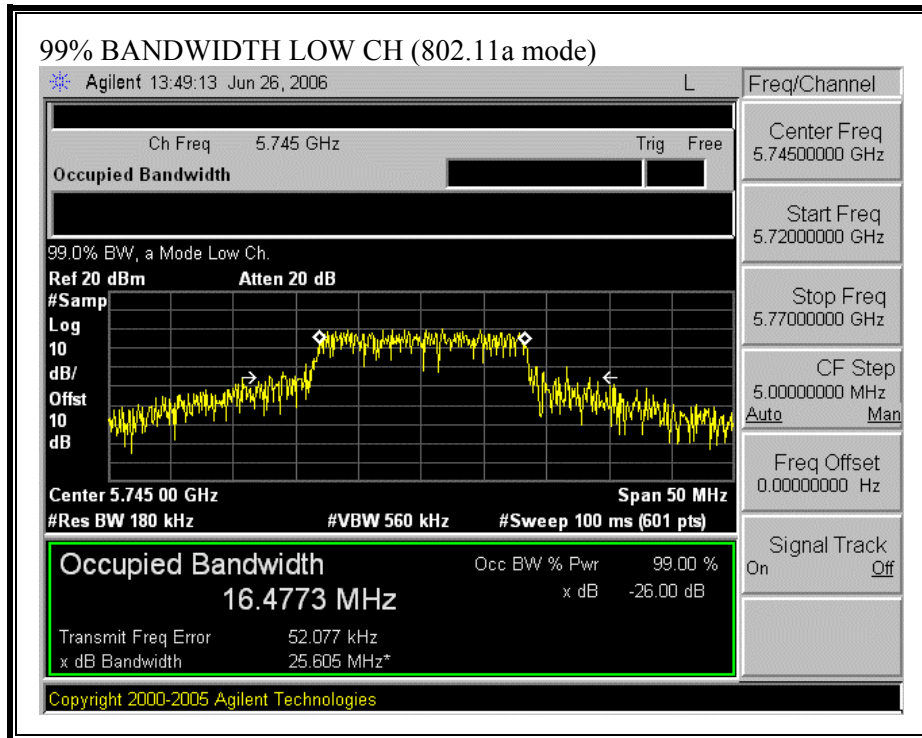 99% BANDWIDTH LOW CH (802.11a mode)
Agilent 13:49:13 Jun 26, 2006 L Freq/Channel
Ch Freq 5.745 GHz Trig Free
Occupied Bandwidth
Center Freq
5.74500000 GHz
Start Freq
5.72000000 GHz
Stop Freq
5.77000000 GHz
CF Step
5.00000000 MHz
Auto Man
Freq Offset
0.00000000 Hz
Signal Track
On Off
99.0% BW, a Mode Low Ch.
Ref 20 dBm Atten 20 dB
#Samp
Log
10
dB/
Offst
10
dB
Center 5.745 00 GHz Span 50 MHz
#Res BW 180 kHz #VBW 560 kHz #Sweep 100 ms (601 pts)
Occupied Bandwidth Occ BW % Pwr 99.00 %
16.4773 MHz x dB -26.00 dB
Transmit Freq Error 52.077 kHz
x dB Bandwidth 25.605 MHz*
Copyright 2000-2005 Agilent Technologies